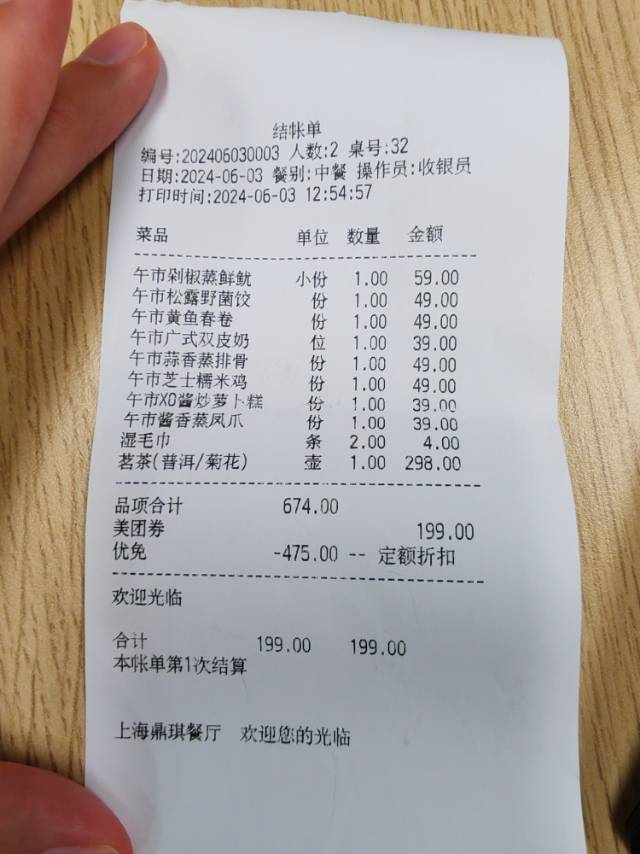 结帐单
编号:202406030003 人数:2 桌号:32
日期:2024-06-03 餐别:中餐 操作员:收银员
打印时间:2024-06-03 12:54:57
菜品 单位 数量 金额
午市剁椒蒸鲜鱿 小份 1.00 59.00
午市松露野菌饺 份 1.00 49.00
午市黄鱼春卷 份 1.00 49.00
午市广式双皮奶 位 1.00 39.00
午市蒜香蒸排骨 份 1.00 49.00
午市芝士糯米鸡 份 1.00 49.00
午市XO酱炒萝卜糕 份 1.00 39.00
午市酱香蒸凤爪 份 1.00 39.00
湿毛巾 条 2.00 4.00
茗茶(普洱/菊花) 壶 1.00 298.00
品项合计 674.00
美团券 199.00
优免 -475.00 -- 定额折扣
欢迎光临
合计 199.00 199.00
本帐单第1次结算
上海鼎琪餐厅 欢迎您的光临